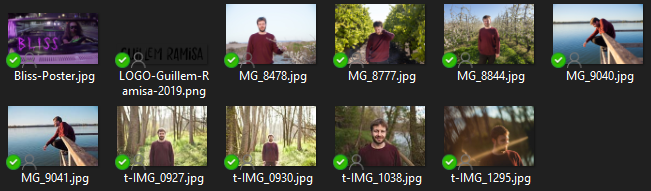 BLISS
GUILLEM RAMISA
Bliss-Poster.jpg
LOGO-Guillem-R
amisa-2019.png
MG_8478.jpg
MG_8777.jpg
MG_8844.jpg
MG_9040.jpg
MG_9041.jpg
t-IMG_0927.jpg
t-IMG_0930.jpg
t-IMG_1038.jpg
t-IMG_1295.jpg